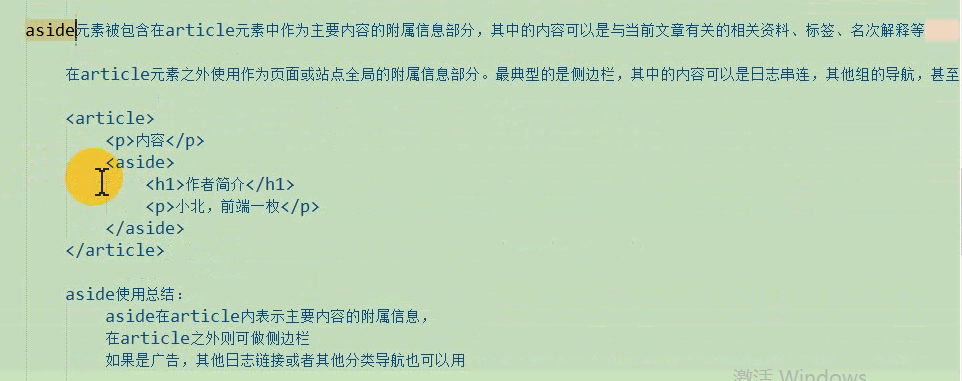 aside元素被包含在article元素中作为主要内容的附属信息部分，其中的内容可以是与当前文章有关的相关资料、标签、名次解释等
在article元素之外使用作为页面或站点全局的附属信息部分。最典型的是侧边栏，其中的内容可以是日志串连，其他组的导航，甚至
<article>
<p>内容</p>
<aside>
<h1>作者简介</h1>
<p>小北，前端一枚</p>
</aside>
</article>
aside使用总结：
aside在article内表示主要内容的附属信息，
在article之外则可做侧边栏
如果是广告，其他日志链接或者其他分类导航也可以用
激活 Windows